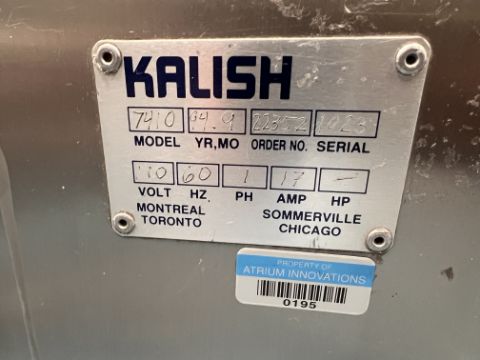 KALISH
7410 94.9 22352 1023
MODEL YR,MO ORDER NO. SERIAL
110 60 1 17 -
VOLT HZ PH AMP HP
MONTREAL SOMMERVILLE
TORONTO CHICAGO
PROPERTY OF
ATRIUM INNOVATIONS
0195